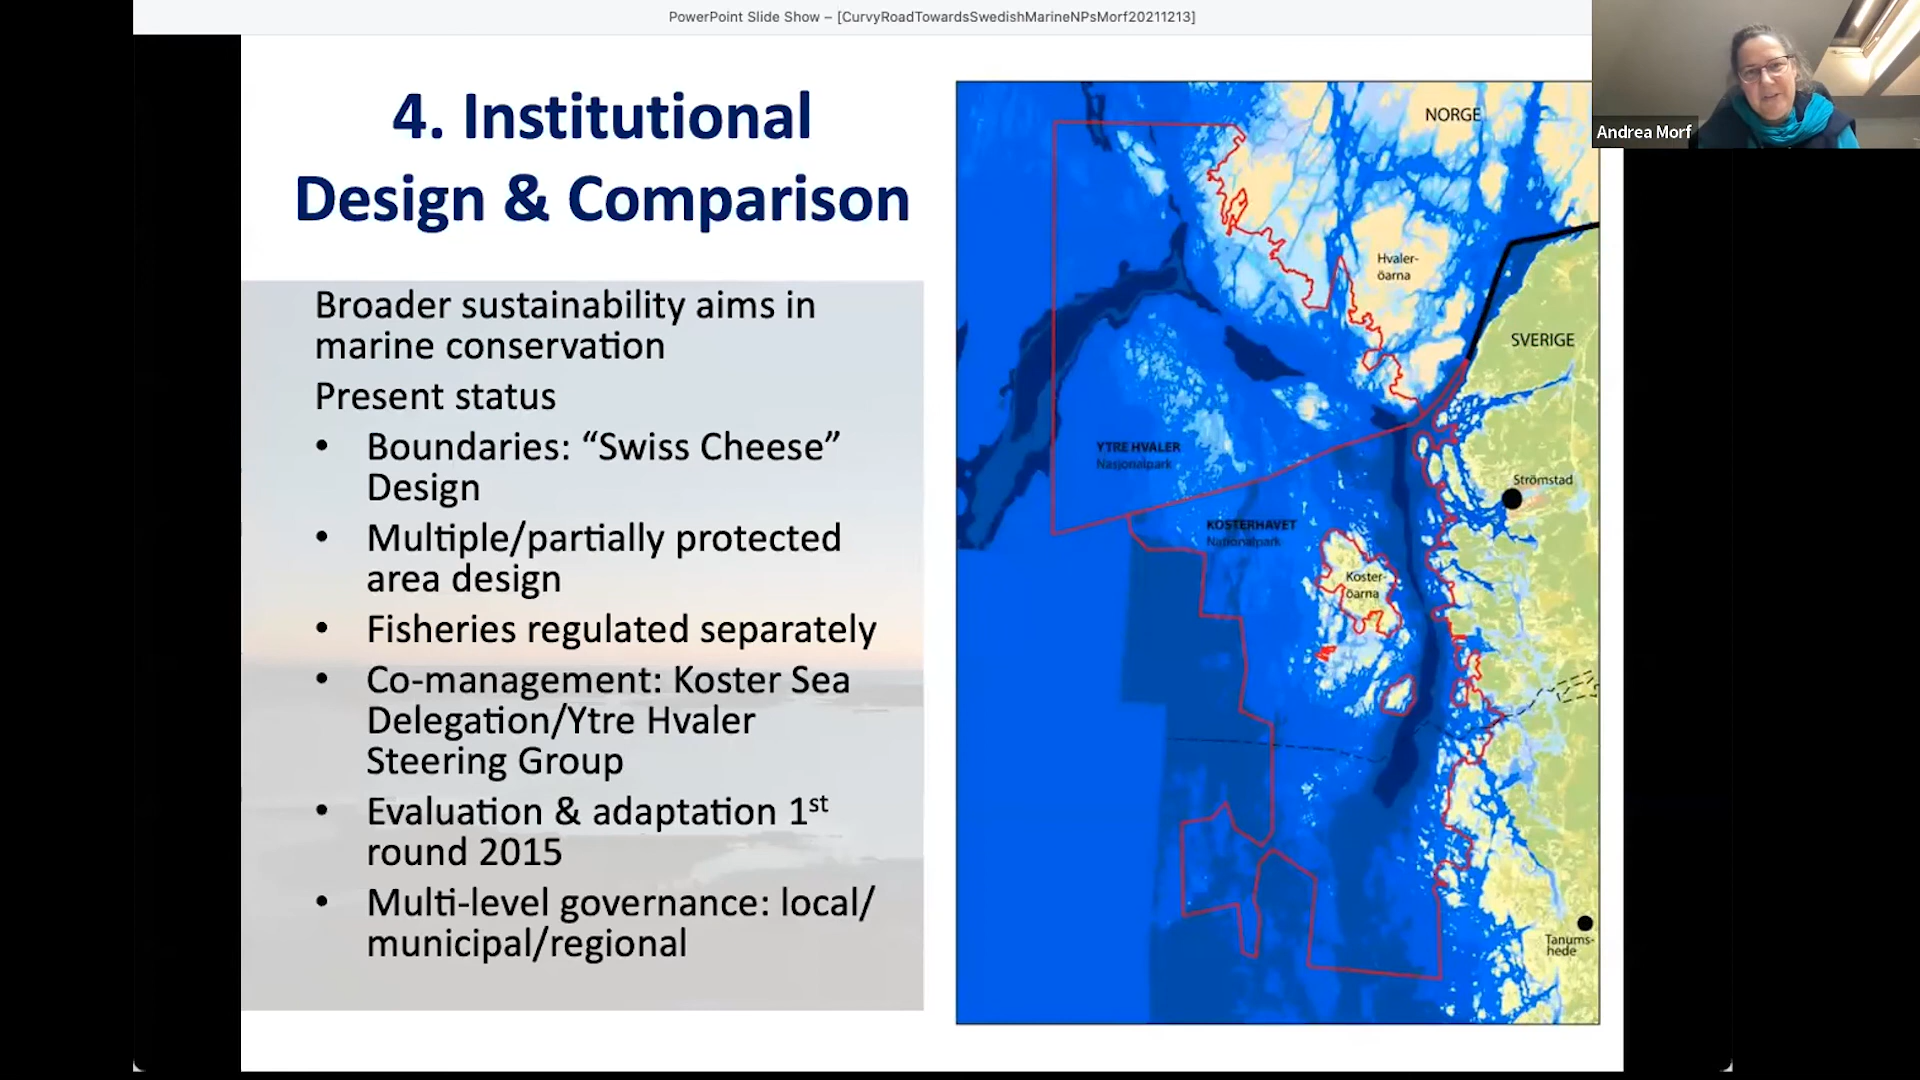 PowerPoint Slide Show – [CurvyRoadTowardsSwedishMarineNPsMorf20211213]
Andrea Morf
4. Institutional
Design & Comparison
Broader sustainability aims in
marine conservation
Present status
• Boundaries: “Swiss Cheese”
Design
• Multiple/partially protected
area design
• Fisheries regulated separately
• Co-management: Koster Sea
Delegation/Ytre Hvaler
Steering Group
• Evaluation & adaptation 1st
round 2015
• Multi-level governance: local/
municipal/regional
NORGE
Hvaler-
öarna
SVERIGE
YTRE HVALER
Nasjonalpark
Strömstad
KOSTERHAVET
Nationalpark
Koster-
öarna
Tanums-
hede